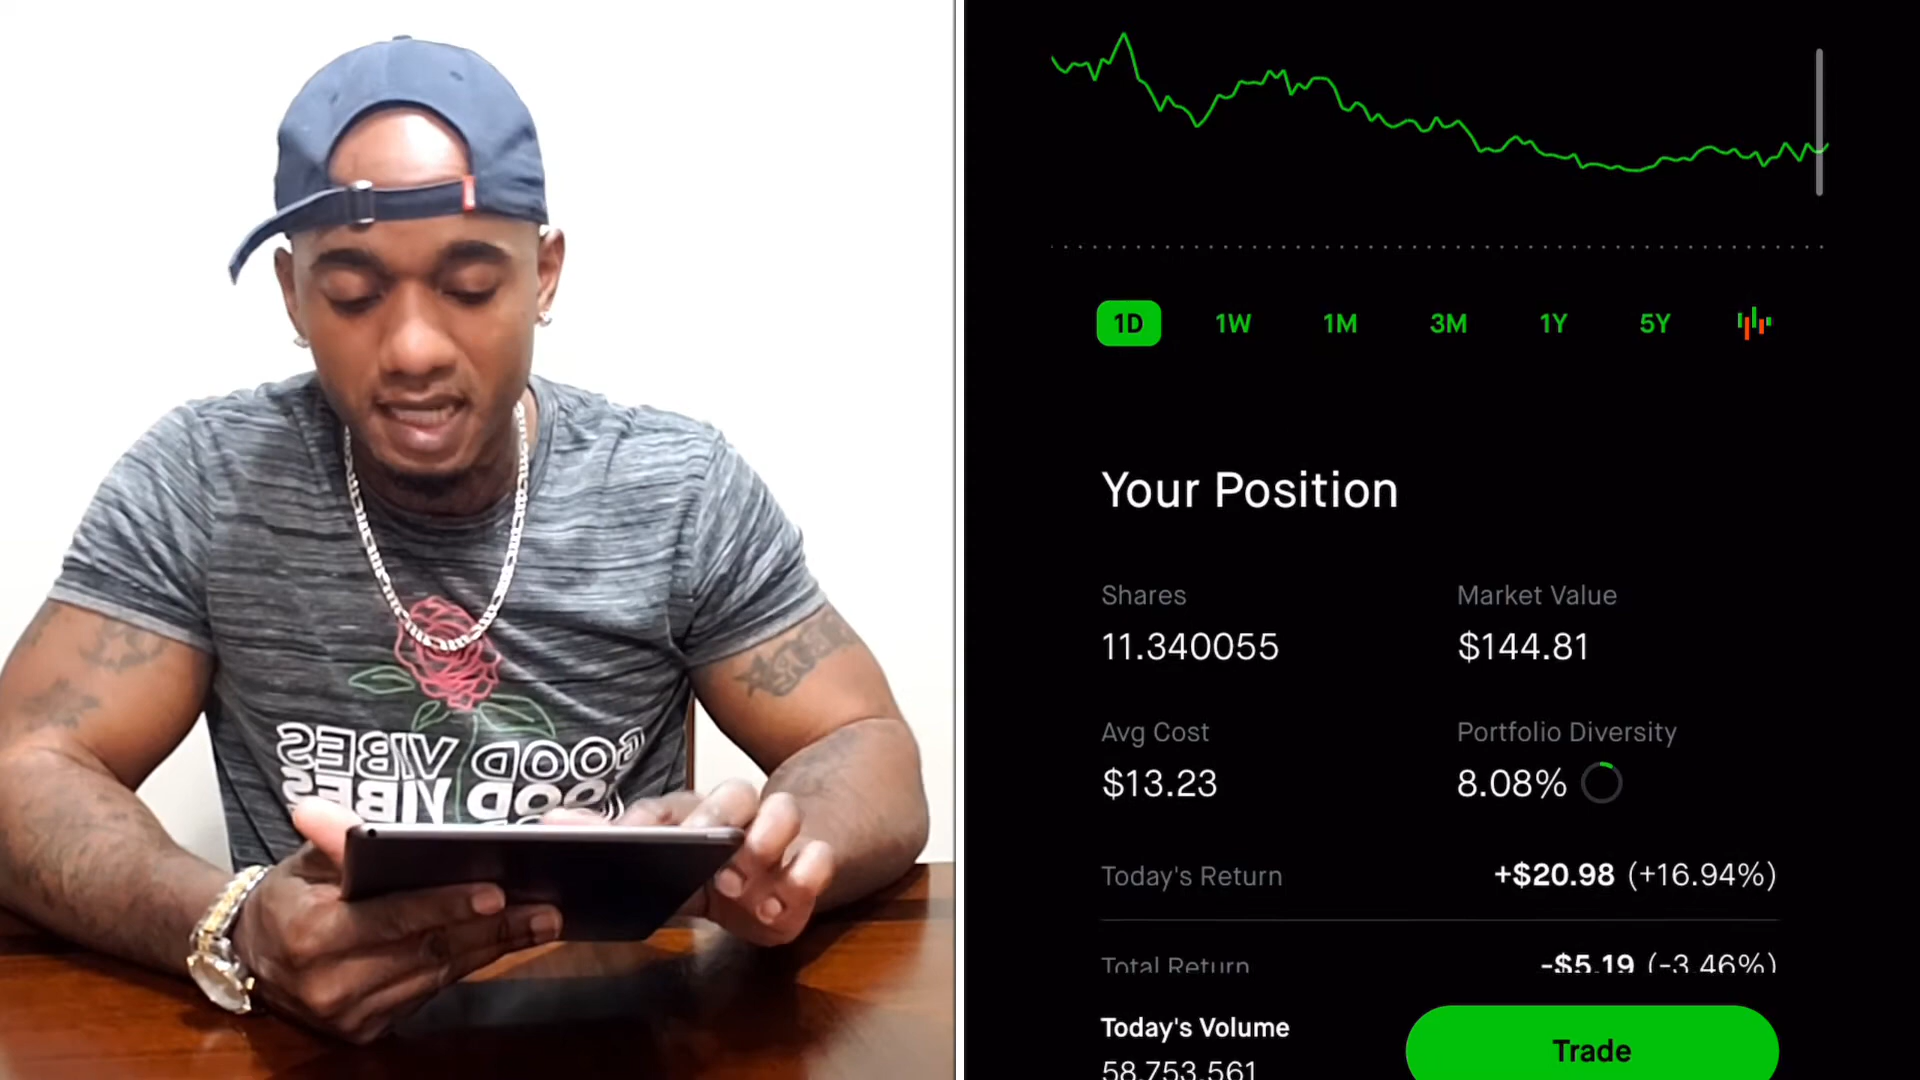 GOOD VIBES
GOOD VIBES
1D 1W 1M 3M 1Y 5Y
Your Position
Shares Market Value
11.340055 $144.81
Avg Cost Portfolio Diversity
$13.23 8.08%
Today's Return +$20.98 (+16.94%)
Total Return -$5.19 (-3.46%)
Today's Volume
58,753,561
Trade